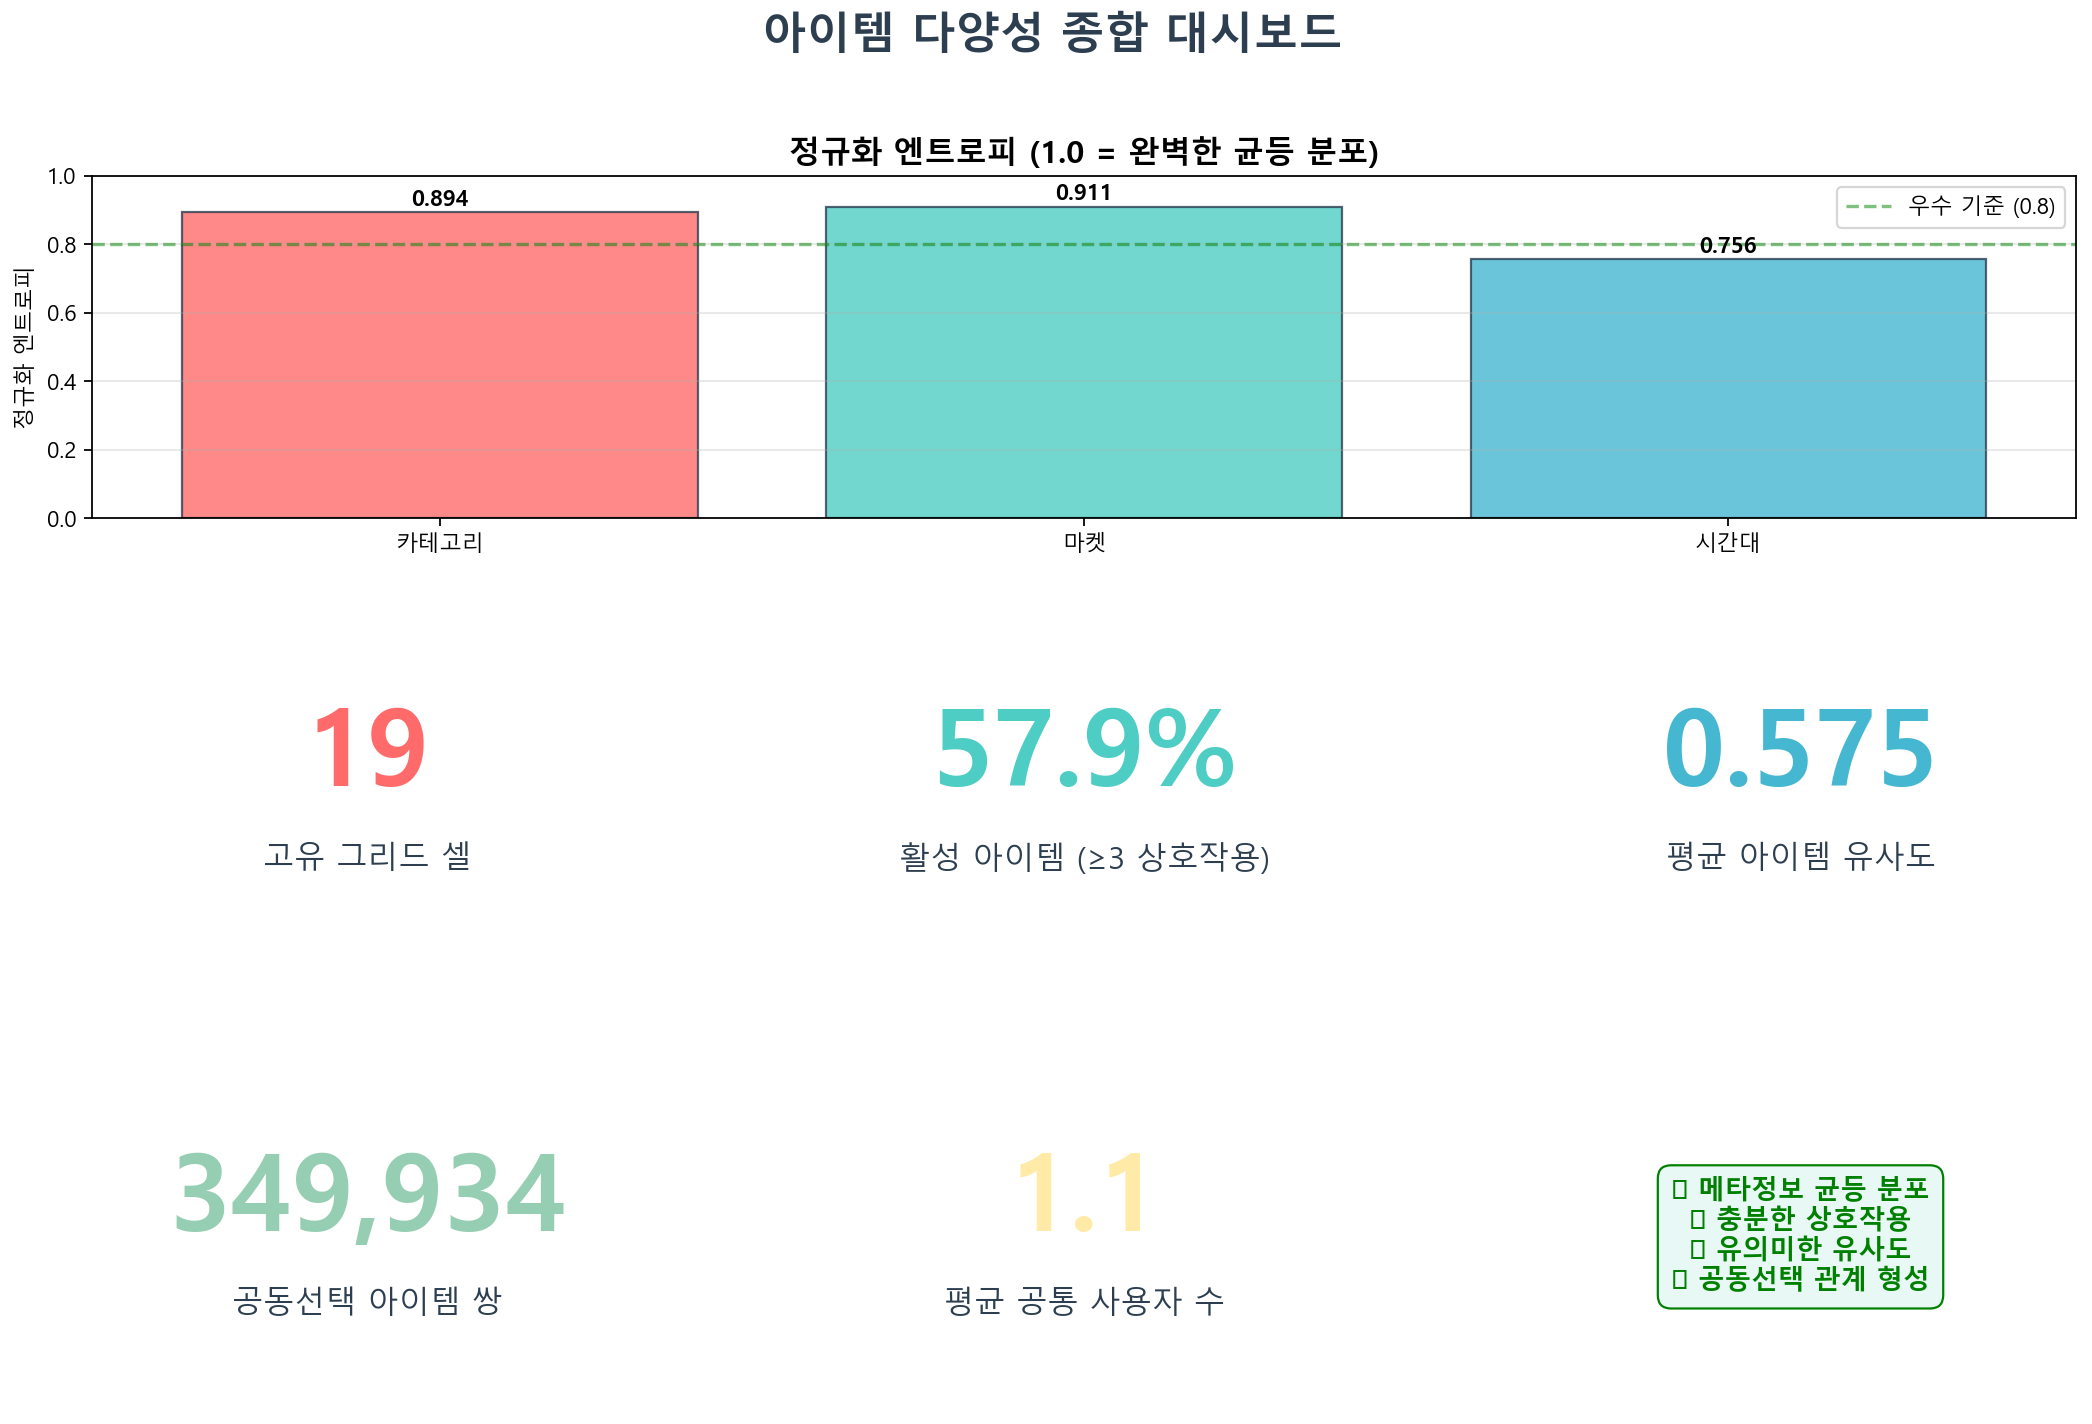 아이템 다양성 종합 대시보드
정규화 엔트로피 (1.0 = 완벽한 균등 분포)
정규화 엔트로피
1.0
0.8
0.6
0.4
0.2
0.0
0.894
0.911
0.756
우수 기준 (0.8)
카테고리
마켓
시간대
19
고유 그리드 셀
57.9%
활성 아이템 (≥3 상호작용)
0.575
평균 아이템 유사도
349,934
공동선택 아이템 쌍
1.1
평균 공통 사용자 수
▯ 메타정보 균등 분포
▯ 충분한 상호작용
▯ 유의미한 유사도
▯ 공동선택 관계 형성